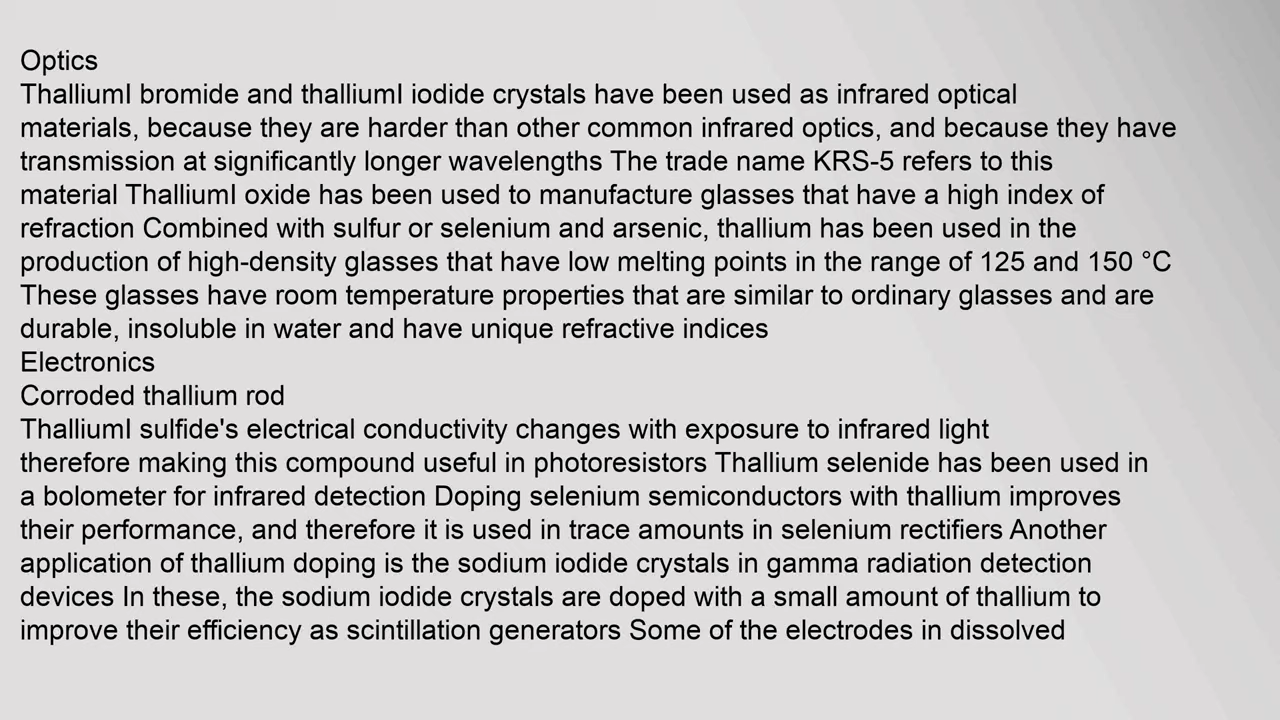 Optics
ThalliumI bromide and thalliumI iodide crystals have been used as infrared optical
materials, because they are harder than other common infrared optics, and because they have
transmission at significantly longer wavelengths The trade name KRS-5 refers to this
material ThalliumI oxide has been used to manufacture glasses that have a high index of
refraction Combined with sulfur or selenium and arsenic, thallium has been used in the
production of high-density glasses that have low melting points in the range of 125 and 150 °C
These glasses have room temperature properties that are similar to ordinary glasses and are
durable, insoluble in water and have unique refractive indices
Electronics
Corroded thallium rod
ThalliumI sulfide's electrical conductivity changes with exposure to infrared light
therefore making this compound useful in photoresistors Thallium selenide has been used in
a bolometer for infrared detection Doping selenium semiconductors with thallium improves
their performance, and therefore it is used in trace amounts in selenium rectifiers Another
application of thallium doping is the sodium iodide crystals in gamma radiation detection
devices In these, the sodium iodide crystals are doped with a small amount of thallium to
improve their efficiency as scintillation generators Some of the electrodes in dissolved